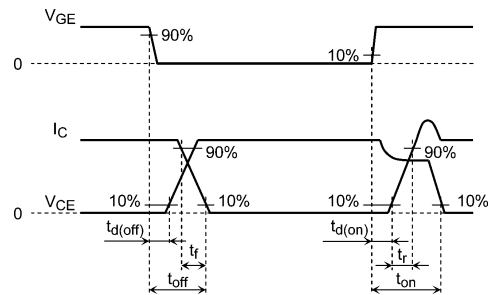 V_GE
90%
10%
0
I_C
90%
90%
V_CE
10%
10%
10%
10%
0
t_d(off)
t_d(on)
t_f
t_r
t_off
t_on